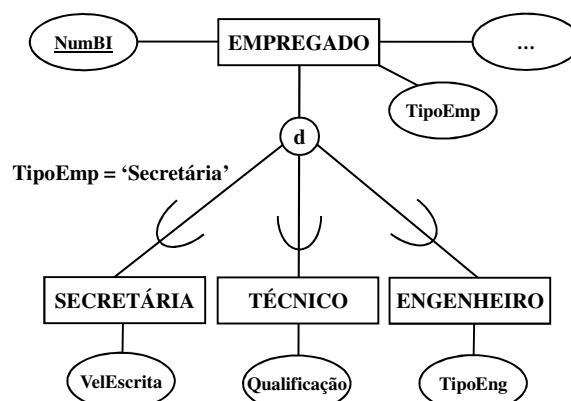 NumBI
EMPREGADO
...
TipoEmp
d
TipoEmp = ‘Secretária’
SECRETÁRIA
TÉCNICO
ENGENHEIRO
VelEscrita
Qualificação
TipoEng